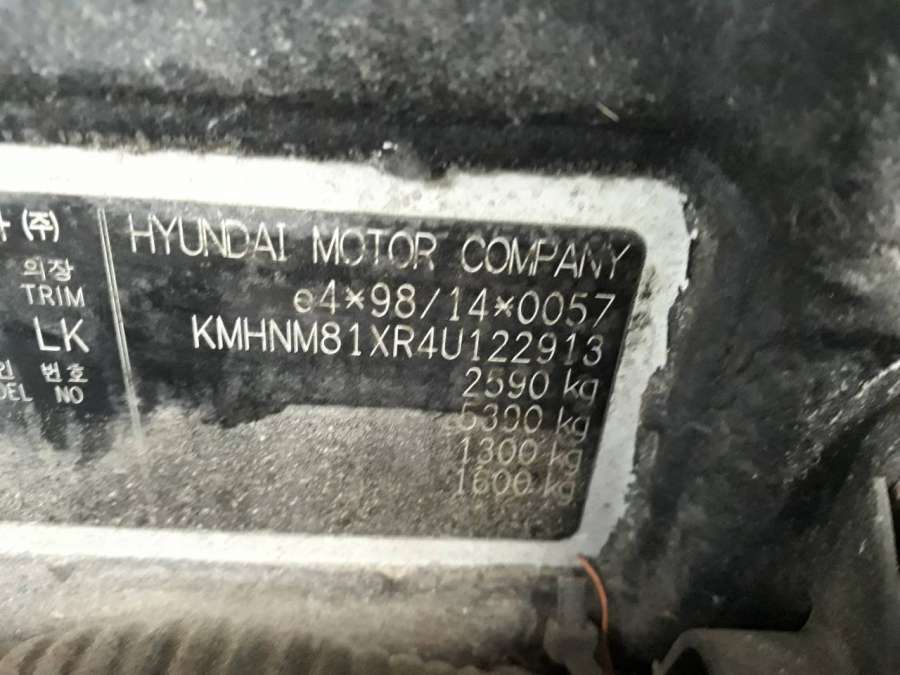 (주)
의장
TRIM
LK
번호
NO
HYUNDAI MOTOR COMPANY
e4*98/14*0057
KMHNM81XR4U122913
2590 kg
5390 kg
1300 kg
1600 kg